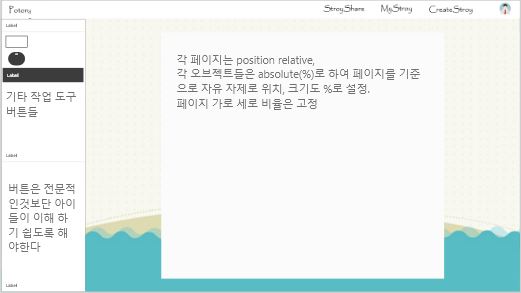 Potory
StroyShare
MyStroy
CreateStroy
Label
Label
기타 작업 도구
버튼들
Label
버튼은 전문적
인것보단 아이
들이 이해 하
기 쉽도록 해
야한다
Label
각 페이지는 position relative,
각 오브젝트들은 absolute(%)로 하여 페이지를 기준
으로 자유 자제로 위치, 크기도 %로 설정.
페이지 가로 세로 비율은 고정